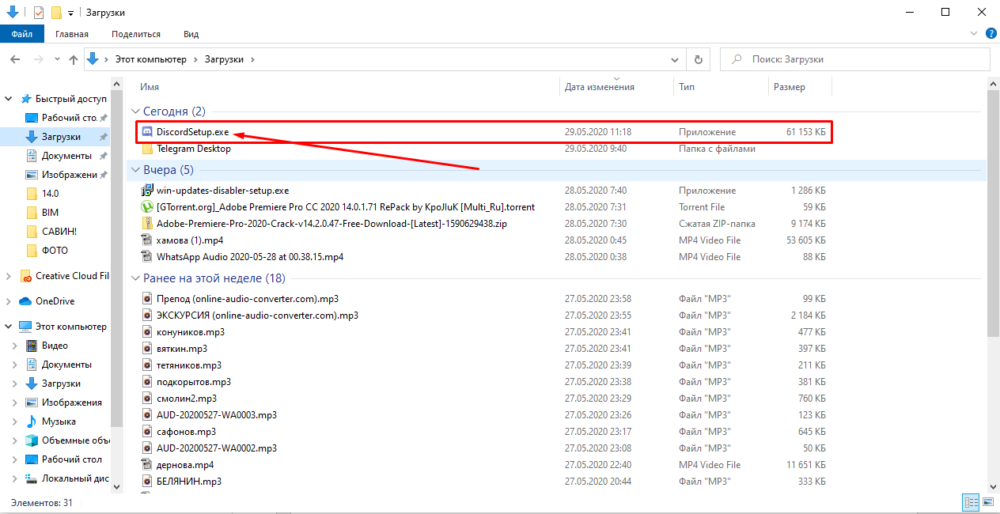 Загрузки
Файл Главная Поделиться Вид
Этот компьютер Загрузки Поиск: Загрузки
Имя Дата изменения Тип Размер
Быстрый доступ
Рабочий сто.
Загрузки
Документы
Изображени
14.0
BIM
САВИН!
ФОТО
Creative Cloud Fil
OneDrive
Этот компьютер
Видео
Документы
Загрузки
Изображения
Музыка
Объемные объ
Рабочий стол
Локальный дис
Сегодня (2)
DiscordSetup.exe 29.05.2020 11:18 Приложение 61 153 КБ
Telegram Desktop 29.05.2020 9:40 Папка с файлами
Вчера (5)
win-updates-disabler-setup.exe 28.05.2020 7:40 Приложение 1 286 КБ
[GTorrent.org]_Adobe Premiere Pro CC 2020 14.0.1.71 RePack by KpoJIuK [Multi_Ru].torrent 28.05.2020 7:31 Torrent File 59 КБ
Adobe-Premiere-Pro-2020-Crack-v14.2.0.47-Free-Download-[Latest]-1590629438.zip 28.05.2020 7:30 Сжатая ZIP-папка 9 174 КБ
хамова (1).mp4 28.05.2020 0:45 MP4 Video File 53 605 КБ
WhatsApp Audio 2020-05-28 at 00.38.15.mp4 28.05.2020 0:38 MP4 Video File 88 КБ
Ранее на этой неделе (18)
Препод (online-audio-converter.com).mp3 27.05.2020 23:58 Файл "MP3" 99 КБ
ЭКСКУРСИЯ (online-audio-converter.com).mp3 27.05.2020 23:55 Файл "MP3" 2 184 КБ
конуников.mp3 27.05.2020 23:41 Файл "MP3" 477 КБ
вяткин.mp3 27.05.2020 23:41 Файл "MP3" 397 КБ
тетяников.mp3 27.05.2020 23:39 Файл "MP3" 211 КБ
подкорытов.mp3 27.05.2020 23:38 Файл "MP3" 381 КБ
смолин2.mp3 27.05.2020 23:29 Файл "MP3" 760 КБ
AUD-20200527-WA0003.mp3 27.05.2020 23:26 Файл "MP3" 123 КБ
сафонов.mp3 27.05.2020 23:17 Файл "MP3" 645 КБ
AUD-20200527-WA0002.mp3 27.05.2020 23:08 Файл "MP3" 50 КБ
дернова.mp4 27.05.2020 22:40 MP4 Video File 11 651 КБ
БЕЛЯНИН.mp3 27.05.2020 20:44 Файл "MP3" 333 КБ
Элементов: 31